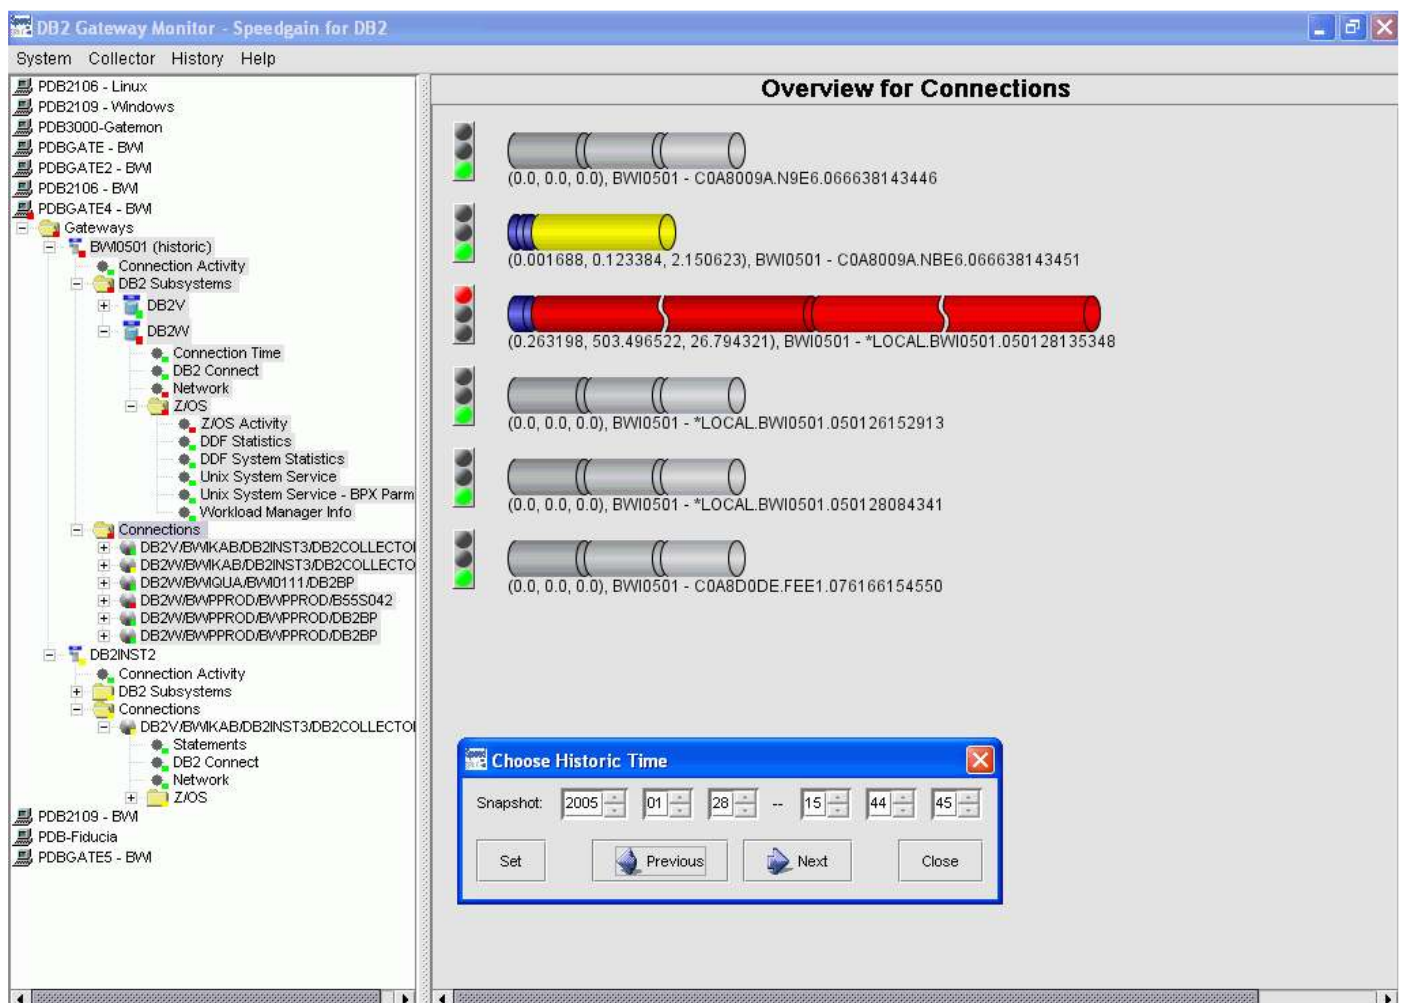 DB2 Gateway Monitor - Speedgain for DB2
System Collector History Help
PDB2106 - Linux
PDB2109 - Windows
PDB3000-Gatemon
PDBGATE - BWI
PDBGATE2 - BWI
PDB2106 - BWI
PDBGATE4 - BWI
Gateways
BWI0501 (historic)
Connection Activity
DB2 Subsystems
DB2V
DB2W
Connection Time
DB2 Connect
Network
Z/OS
Z/OS Activity
DDF Statistics
DDF System Statistics
Unix System Service
Unix System Service - BPX Parm
Workload Manager Info
Connections
DB2V/BWIKAB/DB2INST3/DB2COLLECTO
DB2W/BWIKAB/DB2INST3/DB2COLLECTO
DB2W/BWIQUA/BWI0111/DB2BP
DB2W/BWPPROD/BWPPROD/B55S042
DB2W/BWPPROD/BWPPROD/DB2BP
DB2W/BWPPROD/BWPPROD/DB2BP
DB2INST2
Connection Activity
DB2 Subsystems
Connections
DB2V/BWIKAB/DB2INST3/DB2COLLECTO
Statements
DB2 Connect
Network
Z/OS
PDB2109 - BWI
PDB-Fiducia
PDBGATE5 - BWI
Overview for Connections
(0.0, 0.0, 0.0), BWI0501 - C0A8009A.N9E6.066638143446
(0.001688, 0.123384, 2.150623), BWI0501 - C0A8009A.NBE6.066638143451
(0.263198, 503.496522, 26.794321), BWI0501 - *LOCAL.BWI0501.050128135348
(0.0, 0.0, 0.0), BWI0501 - *LOCAL.BWI0501.050126152913
(0.0, 0.0, 0.0), BWI0501 - *LOCAL.BWI0501.050128084341
(0.0, 0.0, 0.0), BWI0501 - C0A8D0DE.FEE1.076166154550
Choose Historic Time
Snapshot: 2005 01 28 -- 15 44 45
Set Previous Next Close